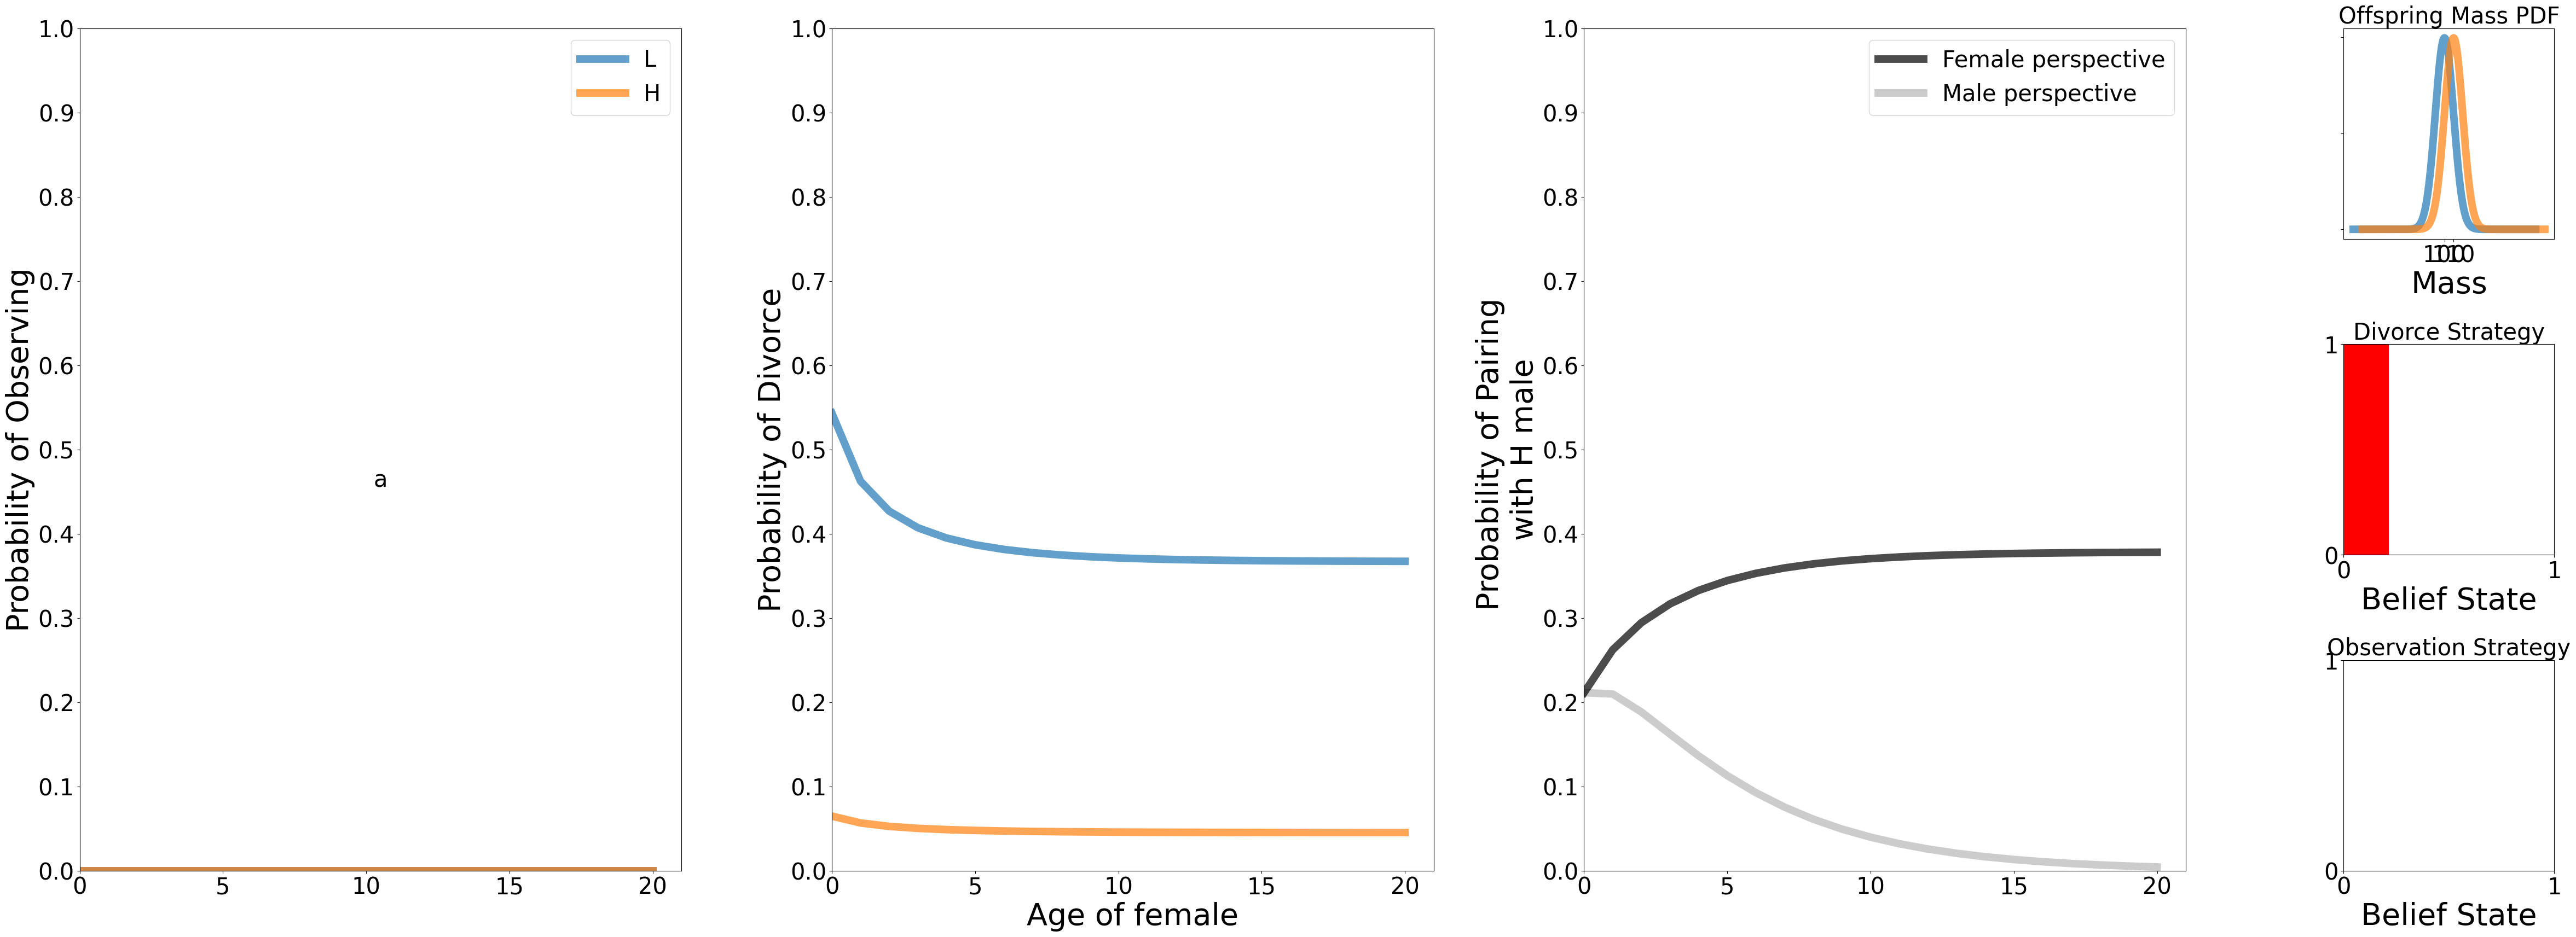 Probability of Observing
1.0
0.9
0.8
0.7
0.6
0.5
0.4
0.3
0.2
0.1
0.0
0 5 10 15 20
L
H
a
Probability of Divorce
1.0
0.9
0.8
0.7
0.6
0.5
0.4
0.3
0.2
0.1
0.0
0 5 10 15 20
Age of female
Probability of Pairing
with H male
1.0
0.9
0.8
0.7
0.6
0.5
0.4
0.3
0.2
0.1
0.0
0 5 10 15 20
Female perspective
Male perspective
Offspring Mass PDF
100 110
Mass
Divorce Strategy
1
0
0 1
Belief State
Observation Strategy
1
0
0 1
Belief State